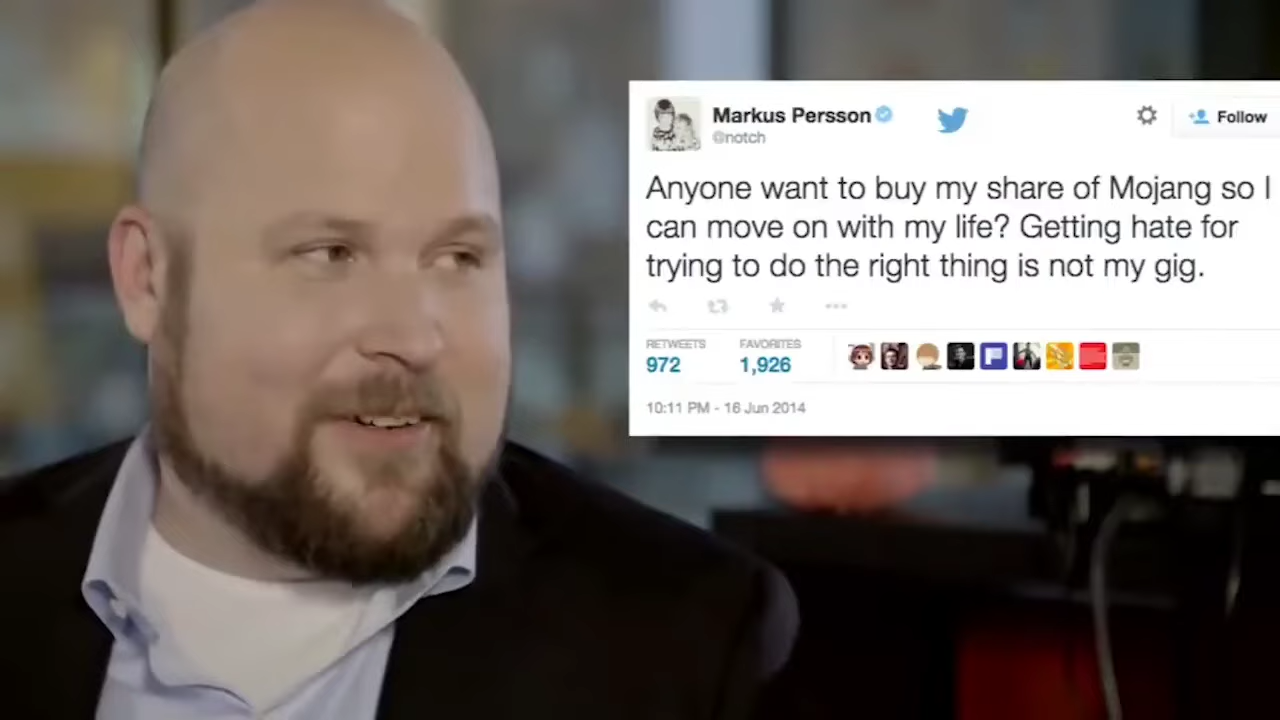 Markus Persson
@notch
Follow
Anyone want to buy my share of Mojang so I
can move on with my life? Getting hate for
trying to do the right thing is not my gig.
RETWEETS FAVORITES
972 1,926
10:11 PM - 16 Jun 2014